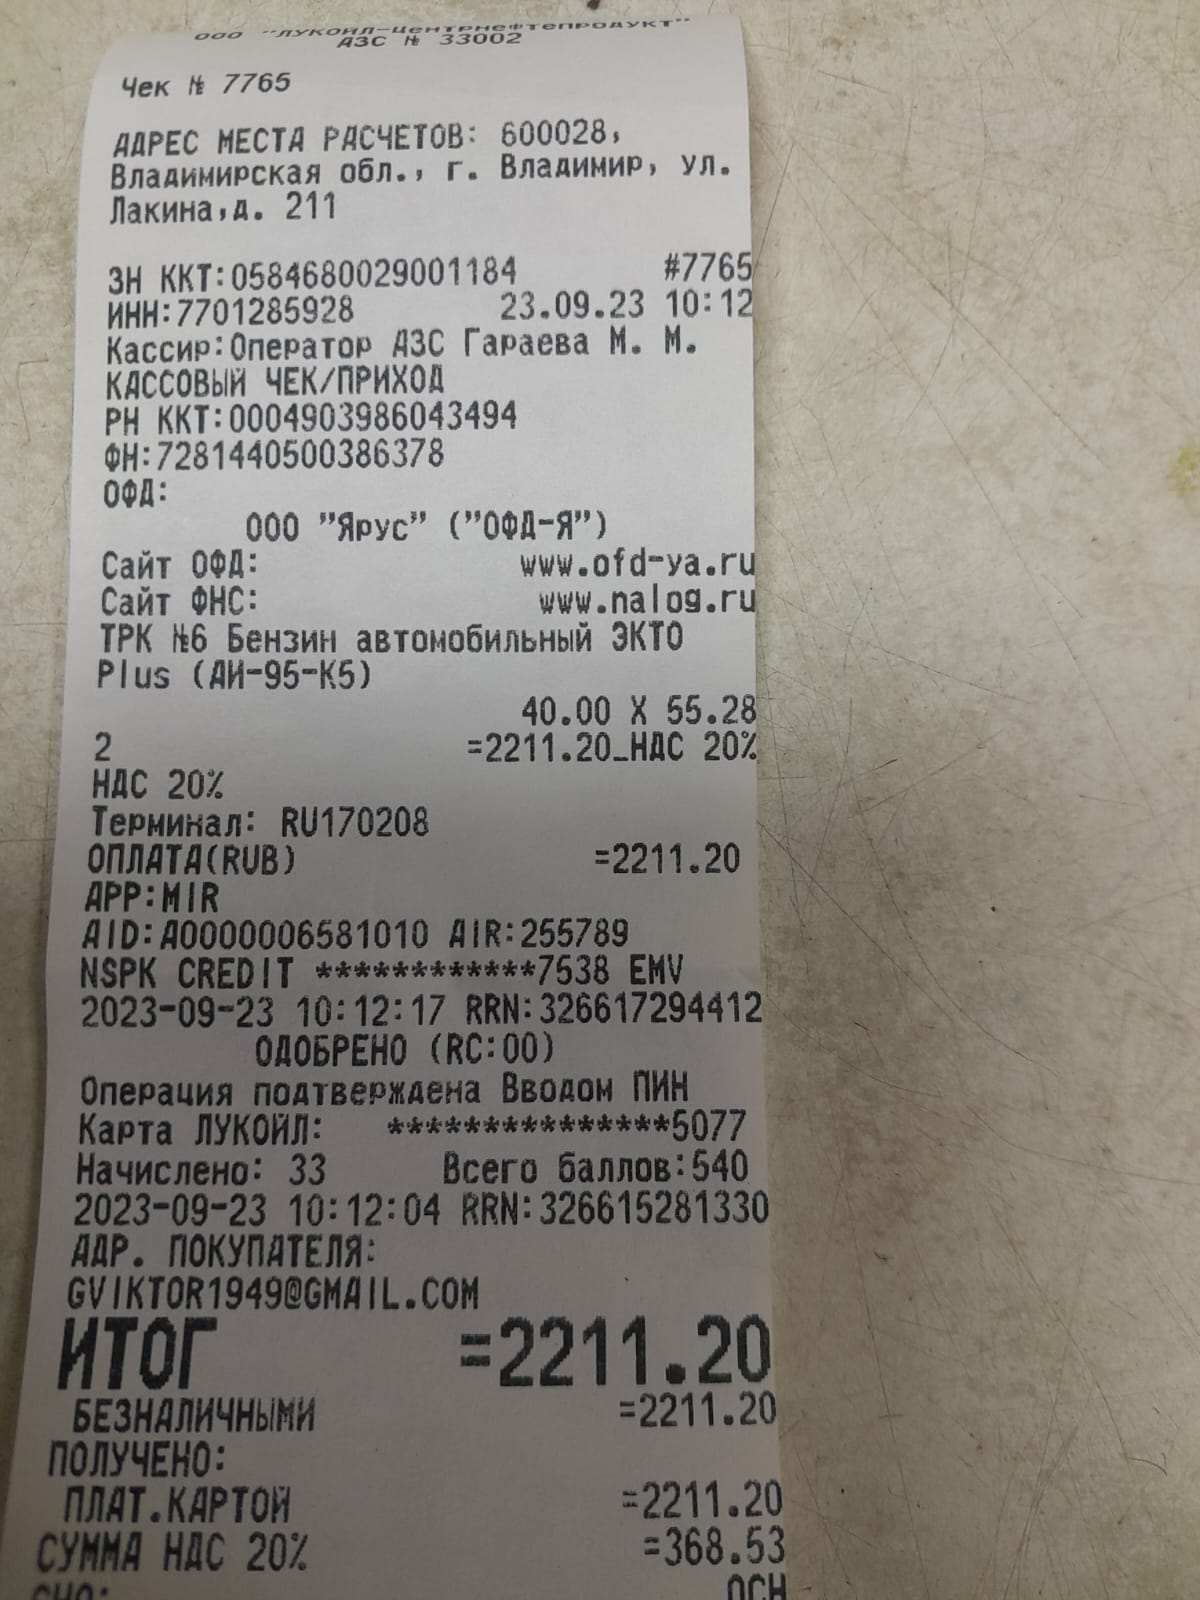 ООО "ЛУКОЙЛ-Центрнефтепродукт"
АЗС № 33002
Чек № 7765
АДРЕС МЕСТА РАСЧЕТОВ: 600028,
Владимирская обл., г. Владимир, ул.
Лакина,д. 211
ЗН ККТ:0584680029001184 #7765
ИНН:7701285928 23.09.23 10:12
Кассир:Оператор АЗС Гараева М. М.
КАССОВЫЙ ЧЕК/ПРИХОД
РН ККТ:0004903986043494
ФН:7281440500386378
ОФД:
ООО "Ярус" ("ОФД-Я")
Сайт ОФД: www.ofd-ya.ru
Сайт ФНС: www.nalog.ru
ТРК №6 Бензин автомобильный ЭКТО
Plus (АИ-95-К5)
40.00 X 55.28
2 =2211.20_НДС 20%
НДС 20%
Терминал: RU170208
ОПЛАТА(RUB) =2211.20
APP:MIR
AID:A0000006581010 AIR:255789
NSPK CREDIT ************7538 EMV
2023-09-23 10:12:17 RRN:326617294412
ОДОБРЕНО (RC:00)
Операция подтверждена Вводом ПИН
Карта ЛУКОЙЛ: ***************5077
Начислено: 33 Всего баллов:540
2023-09-23 10:12:04 RRN:326615281330
АДР. ПОКУПАТЕЛЯ:
GVIKTOR1949@GMAIL.COM
ИТОГ =2211.20
БЕЗНАЛИЧНЫМИ =2211.20
ПОЛУЧЕНО:
ПЛАТ.КАРТОЙ =2211.20
СУММА НДС 20% =368.53
СНО: ОСН